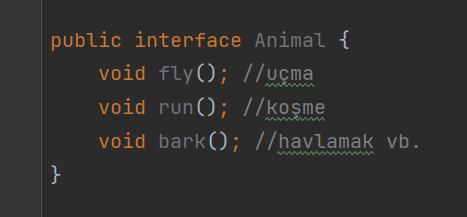 public interface Animal {
void fly(); //uçma
void run(); //koşme
void bark(); //havlamak vb.
}